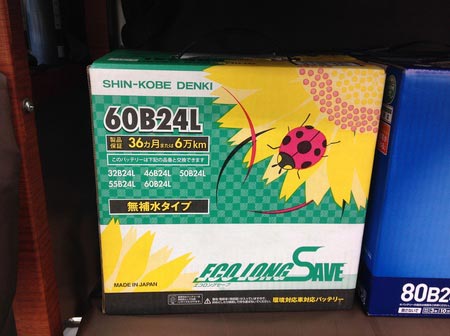 SHIN-KOBE DENKI
60B24L
製品保証 36カ月または6万km
このバッテリーは下記の品番と交換できます
32B24L 46B24L 50B24L
55B24L 60B24L
無補水タイプ
ECO LONG SAVE
エコロングセーブ
MADE IN JAPAN
環境対応車対応バッテリー
80B2